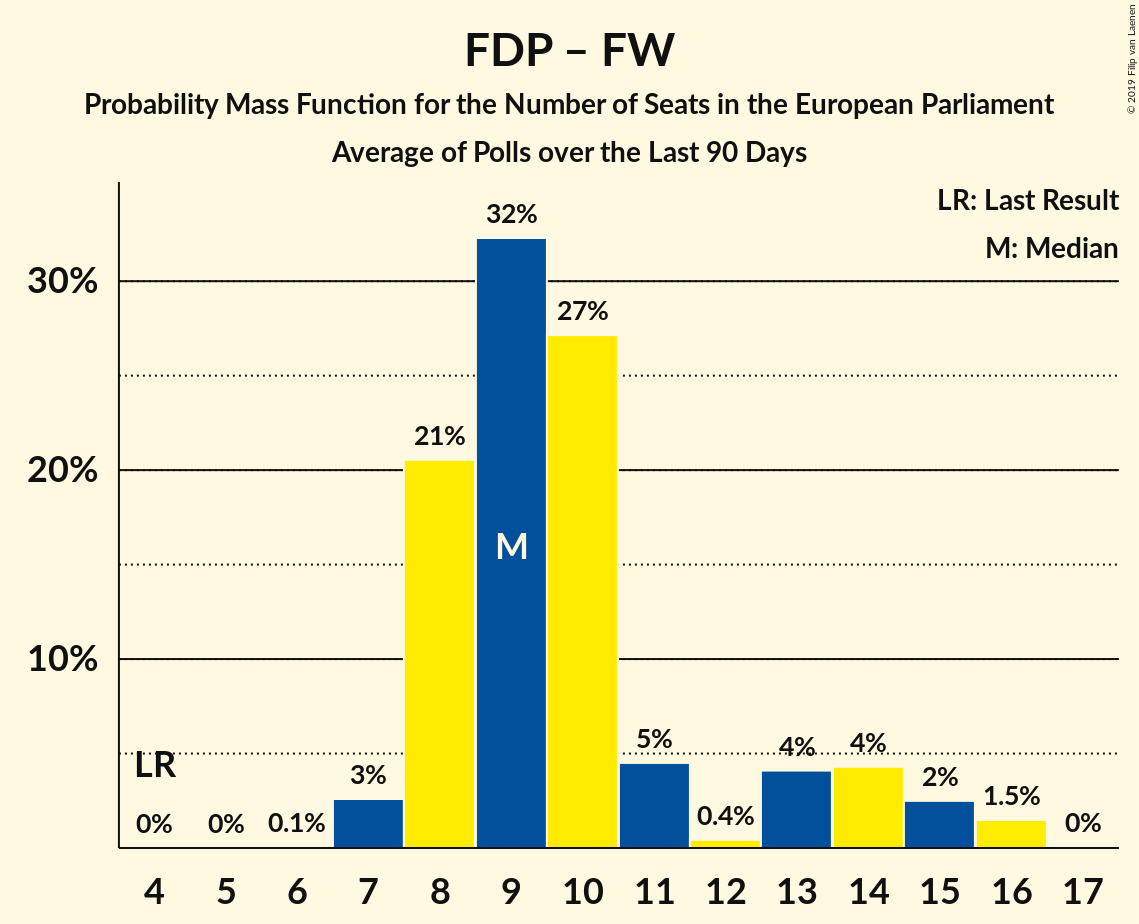 FDP – FW
Probability Mass Function for the Number of Seats in the European Parliament
Average of Polls over the Last 90 Days
© 2019 Filip van Laenen
LR: Last Result
M: Median
30%
20%
10%
LR
0%
0%
0.1%
3%
21%
32%
M
27%
5%
0.4%
4%
4%
2%
1.5%
0%
4 5 6 7 8 9 10 11 12 13 14 15 16 17